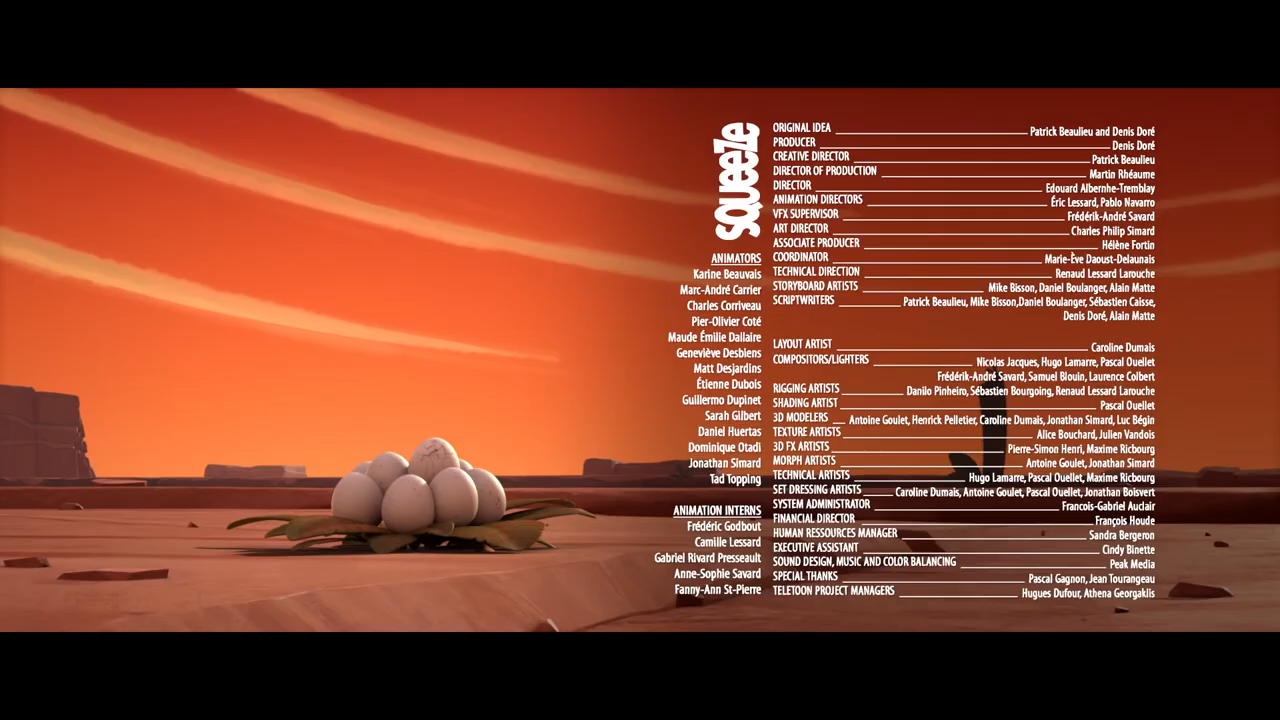 squeeze
ANIMATORS
Karine Beauvais
Marc-André Carrier
Charles Corriveau
Pier-Olivier Coté
Maude Émilie Dallaire
Geneviève Desbiens
Matt Desjardins
Étienne Dubois
Guillermo Dupinet
Sarah Gilbert
Daniel Huertas
Dominique Otadi
Jonathan Simard
Tad Topping
ANIMATION INTERNS
Frédéric Godbout
Camille Lessard
Gabriel Rivard Presseault
Anne-Sophie Savard
Fanny-Ann St-Pierre
ORIGINAL IDEA Patrick Beaulieu and Denis Doré
PRODUCER Denis Doré
CREATIVE DIRECTOR Patrick Beaulieu
DIRECTOR OF PRODUCTION Martin Rhéaume
DIRECTOR Edouard Albernhe-Tremblay
ANIMATION DIRECTORS Éric Lessard, Pablo Navarro
VFX SUPERVISOR Frédérik-André Savard
ART DIRECTOR Charles Philip Simard
ASSOCIATE PRODUCER Hélène Fortin
COORDINATOR Marie-Ève Daoust-Delaunais
TECHNICAL DIRECTION Renaud Lessard Larouche
STORYBOARD ARTISTS Mike Bisson, Daniel Boulanger, Alain Matte
SCRIPTWRITERS Patrick Beaulieu, Mike Bisson,Daniel Boulanger, Sébastien Caisse,
Denis Doré, Alain Matte
LAYOUT ARTIST Caroline Dumais
COMPOSITORS/LIGHTERS Nicolas Jacques, Hugo Lamarre, Pascal Ouellet
Frédérik-André Savard, Samuel Blouin, Laurence Colbert
RIGGING ARTISTS Danilo Pinheiro, Sébastien Bourgoing, Renaud Lessard Larouche
SHADING ARTIST Pascal Ouellet
3D MODELERS Antoine Goulet, Henrick Pelletier, Caroline Dumais, Jonathan Simard, Luc Bégin
TEXTURE ARTISTS Alice Bouchard, Julien Vandois
3D FX ARTISTS Pierre-Simon Henri, Maxime Ricbourg
MORPH ARTISTS Antoine Goulet, Jonathan Simard
TECHNICAL ARTISTS Hugo Lamarre, Pascal Ouellet, Maxime Ricbourg
SET DRESSING ARTISTS Caroline Dumais, Antoine Goulet, Pascal Ouellet, Jonathan Boisvert
SYSTEM ADMINISTRATOR Francois-Gabriel Auclair
FINANCIAL DIRECTOR François Houde
HUMAN RESSOURCES MANAGER Sandra Bergeron
EXECUTIVE ASSISTANT Cindy Binette
SOUND DESIGN, MUSIC AND COLOR BALANCING Peak Media
SPECIAL THANKS Pascal Gagnon, Jean Tourangeau
TELETOON PROJECT MANAGERS Hugues Dufour, Athena Georgaklis